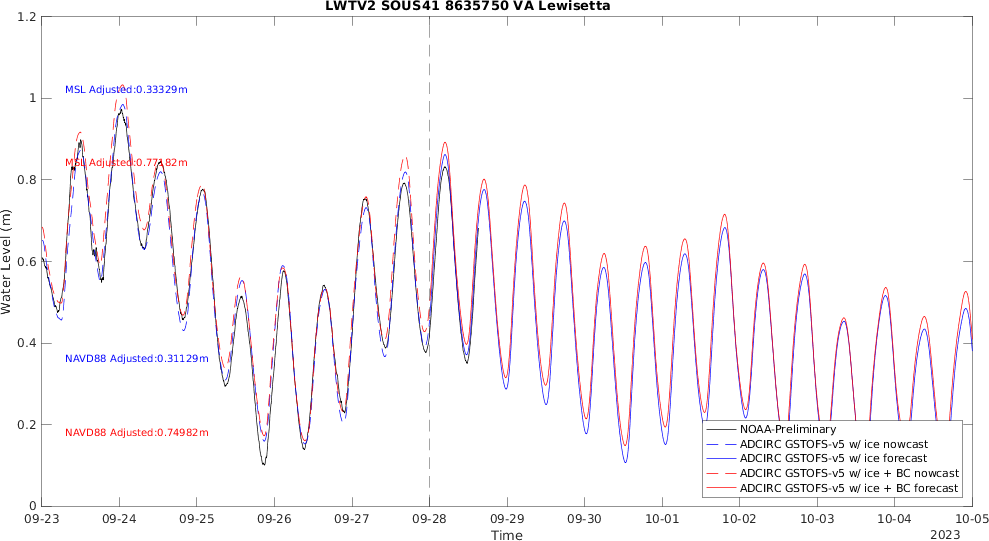 LWTV2 SOUS41 8635750 VA Lewisetta
1.2
1
0.8
0.6
0.4
0.2
0
Water Level (m)
MSL Adjusted:0.33329m
MSL Adjusted:0.77182m
NAVD88 Adjusted:0.31129m
NAVD88 Adjusted:0.74982m
NOAA-Preliminary
ADCIRC GSTOFS-v5 w/ ice nowcast
ADCIRC GSTOFS-v5 w/ ice forecast
ADCIRC GSTOFS-v5 w/ ice + BC nowcast
ADCIRC GSTOFS-v5 w/ ice + BC forecast
09-23 09-24 09-25 09-26 09-27 09-28 09-29 09-30 10-01 10-02 10-03 10-04 10-05
Time
2023